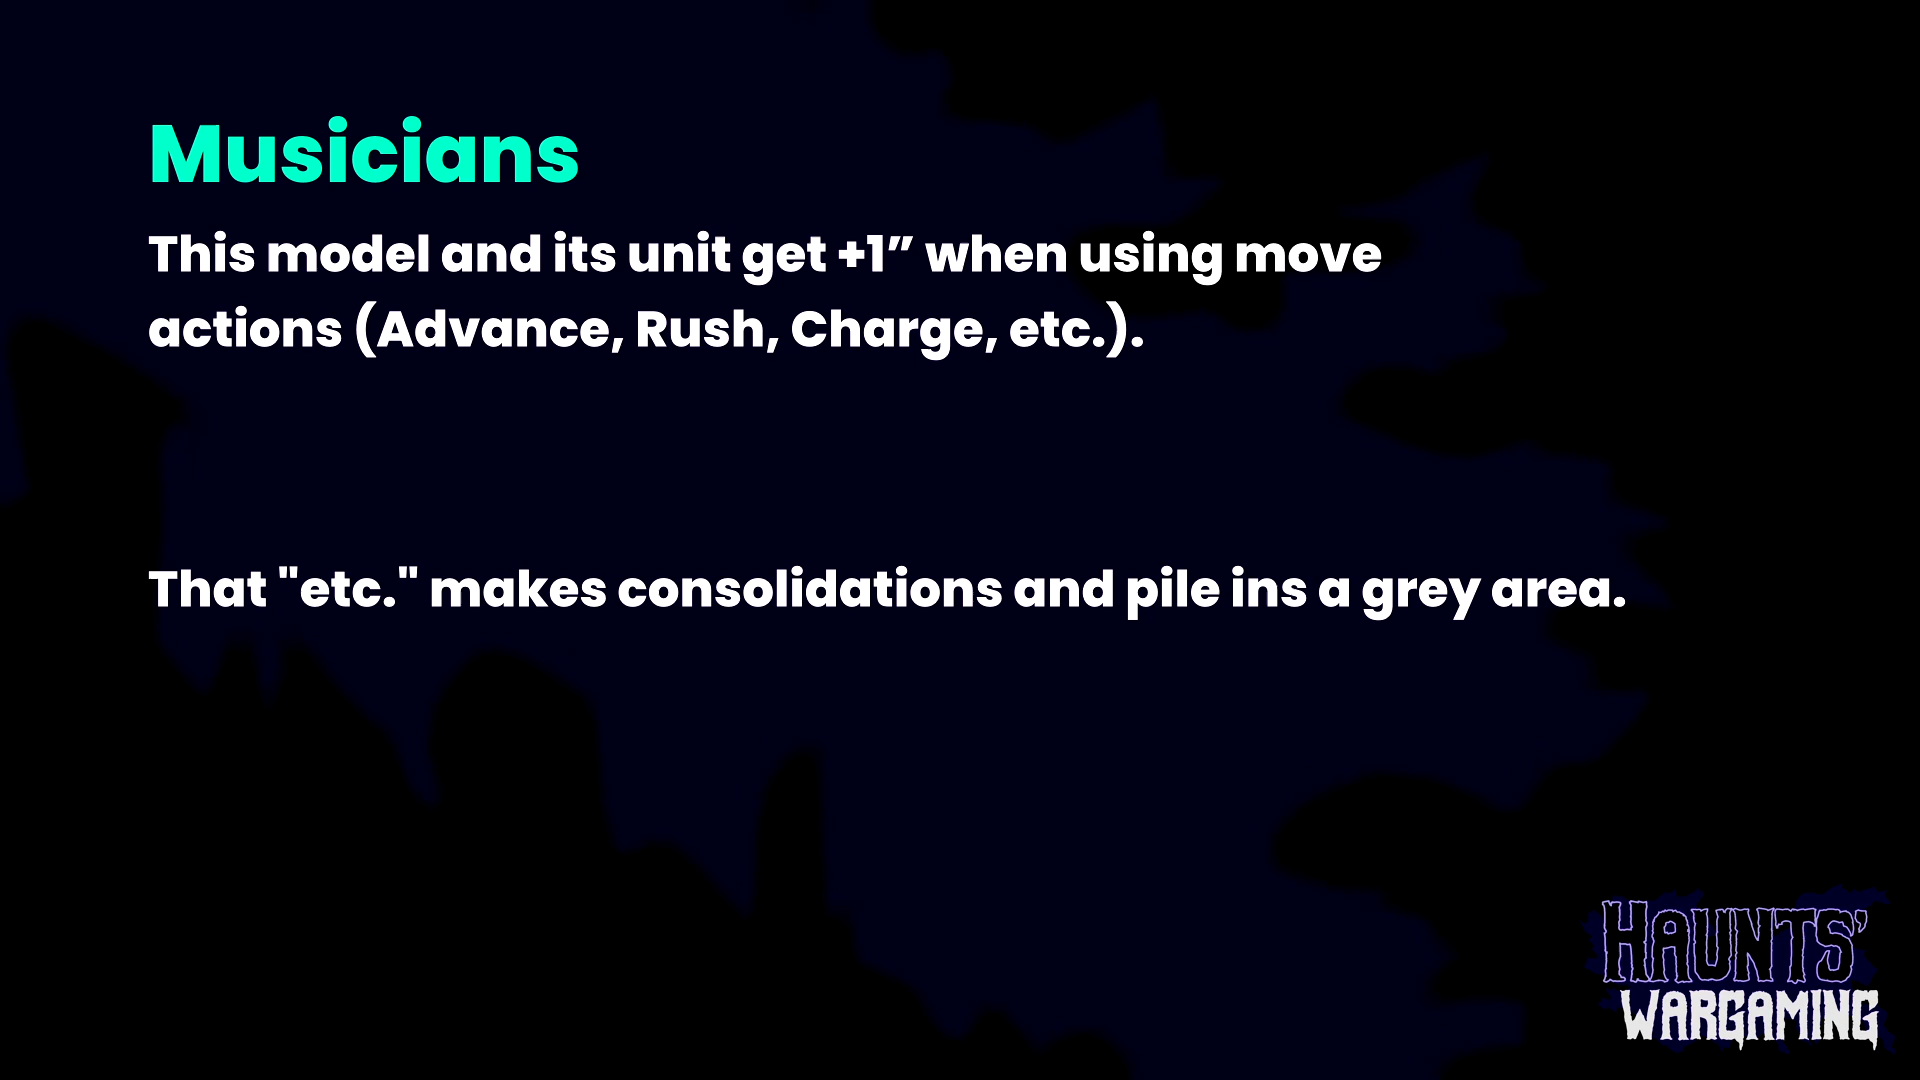 Musicians
This model and its unit get +1” when using move
actions (Advance, Rush, Charge, etc.).
That "etc." makes consolidations and pile ins a grey area.
HAUNTS’
WARGAMING